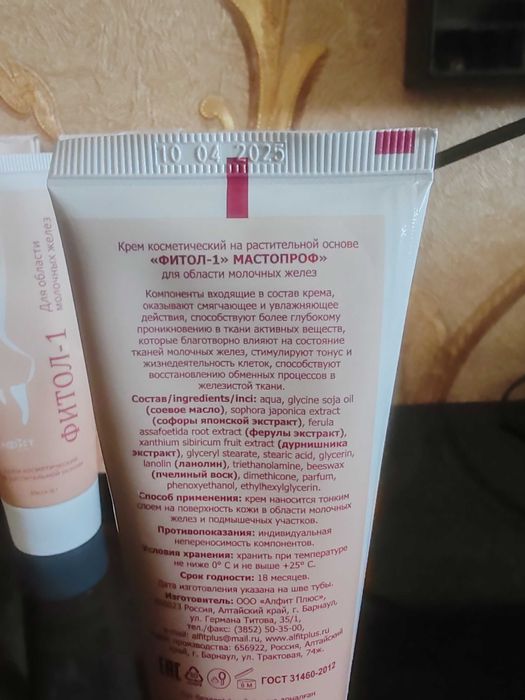 10 04 2025
Крем косметический на растительной основе
«ФИТОЛ-1» МАСТОПРОФ»
для области молочных желез
Компоненты входящие в состав крема,
оказывают смягчающее и увлажняющее
действия, способствуют более глубокому
проникновению в ткани активных веществ,
которые благотворно влияют на состояние
тканей молочных желез, стимулируют тонус и
жизнедеятельность клеток, способствуют
восстановлению обменных процессов в
железистой ткани.
Состав/ingredients/inci: aqua, glycine soja oil
(соевое масло), sophora japonica extract
(софоры японской экстракт), ferula
assafoetida root extract (ферулы экстракт),
xanthium sibiricum fruit extract (дурнишника
экстракт), glyceryl stearate, stearic acid, glycerin,
lanolin (ланолин), triethanolamine, beeswax
(пчелиный воск), dimethicone, parfum,
phenoxyethanol, ethylhexylglycerin.
Способ применения: крем наносится тонким
слоем на поверхность кожи в области молочных
желез и подмышечных участков.
Противопоказания: индивидуальная
непереносимость компонентов.
Условия хранения: хранить при температуре
не ниже 0° С и не выше +25° С.
Срок годности: 18 месяцев.
Дата изготовления указана на шве тубы.
Изготовитель: ООО «Алфит Плюс»,
Россия, Алтайский край, г. Барнаул,
ул. Германа Титова, 35/1,
тел./факс: (3852) 50-35-00,
e.mail: alfitplus@mail.ru, www.alfitplus.ru
производства: 656922, Россия, Алтайский
край, г. Барнаул, ул. Трактовая, 74ж.
EAC
6 M
ГОСТ 31460-2012
ФИТОЛ-1
Для области
молочных желез